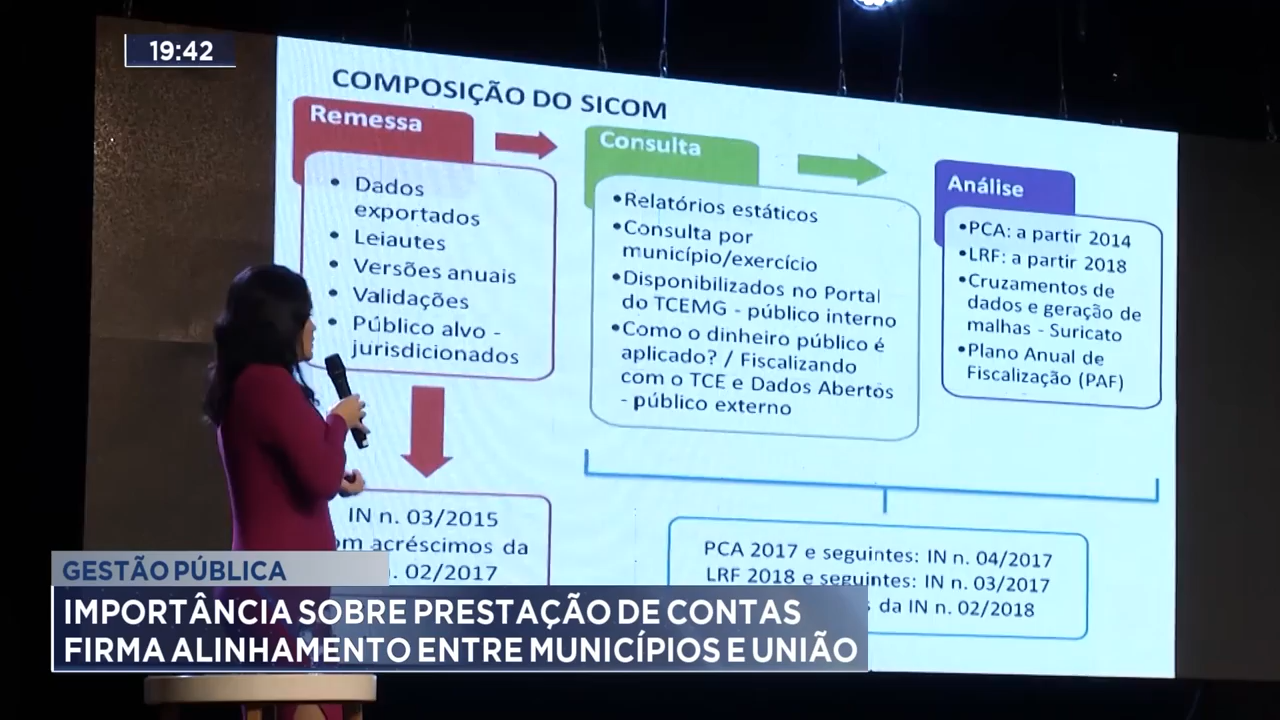 19:42
COMPOSIÇÃO DO SICOM
Remessa
• Dados
exportados
• Leiautes
• Versões anuais
• Validações
• Público alvo -
jurisdicionados
Consulta
•Relatórios estáticos
•Consulta por
município/exercício
•Disponibilizados no Portal
do TCEMG - público interno
•Como o dinheiro público é
aplicado? / Fiscalizando
com o TCE e Dados Abertos
- público externo
Análise
•PCA: a partir 2014
•LRF: a partir 2018
•Cruzamentos de
dados e geração de
malhas - Suricato
•Plano Anual de
Fiscalização (PAF)
IN n. 03/2015
acréscimos da
. 02/2017
PCA 2017 e seguintes: IN n. 04/2017
LRF 2018 e seguintes: IN n. 03/2017
da IN n. 02/2018
GESTÃO PÚBLICA
IMPORTÂNCIA SOBRE PRESTAÇÃO DE CONTAS
FIRMA ALINHAMENTO ENTRE MUNICÍPIOS E UNIÃO